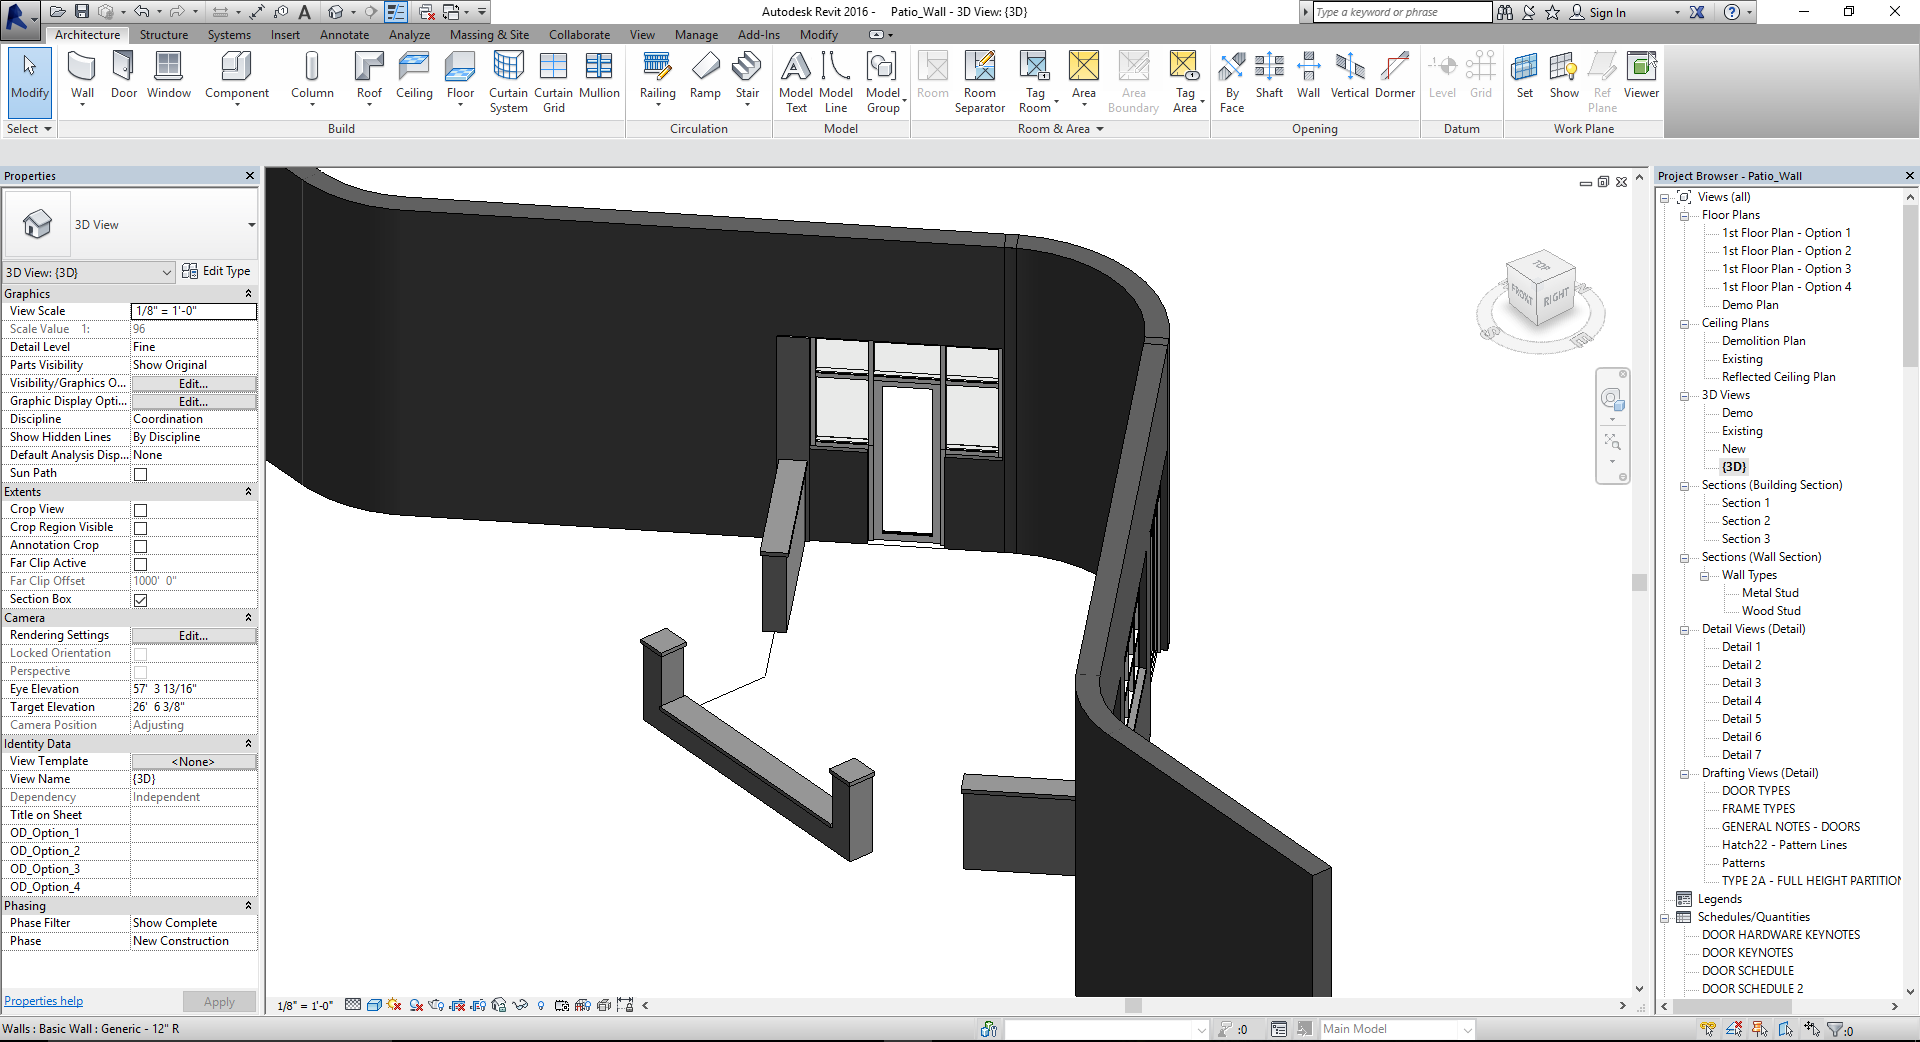 Autodesk Revit 2016 - Patio_Wall - 3D View: {3D}
Type a keyword or phrase
Sign In
Architecture Structure Systems Insert Annotate Analyze Massing & Site Collaborate View Manage Add-Ins Modify
Modify Wall Door Window Component Column Roof Ceiling Floor Curtain System Curtain Grid Mullion Railing Ramp Stair Model Text Model Line Model Group Room Room Separator Tag Room Area Area Boundary Tag Area By Face Shaft Wall Vertical Dormer Level Grid Set Show Ref Plane Viewer
Select Build Circulation Model Room & Area Opening Datum Work Plane
Properties
3D View
3D View: {3D} Edit Type
Graphics
View Scale 1/8" = 1'-0"
Scale Value 1: 96
Detail Level Fine
Parts Visibility Show Original
Visibility/Graphics O... Edit...
Graphic Display Opti... Edit...
Discipline Coordination
Show Hidden Lines By Discipline
Default Analysis Disp... None
Sun Path
Extents
Crop View
Crop Region Visible
Annotation Crop
Far Clip Active
Far Clip Offset 1000' 0"
Section Box
Camera
Rendering Settings Edit...
Locked Orientation
Perspective
Eye Elevation 57' 3 13/16"
Target Elevation 26' 6 3/8"
Camera Position Adjusting
Identity Data
View Template <None>
View Name {3D}
Dependency Independent
Title on Sheet
OD_Option_1
OD_Option_2
OD_Option_3
OD_Option_4
Phasing
Phase Filter Show Complete
Phase New Construction
Properties help Apply
TOP
FRONT
RIGHT
1/8" = 1'-0"
Project Browser - Patio_Wall
Views (all)
Floor Plans
1st Floor Plan - Option 1
1st Floor Plan - Option 2
1st Floor Plan - Option 3
1st Floor Plan - Option 4
Demo Plan
Ceiling Plans
Demolition Plan
Existing
Reflected Ceiling Plan
3D Views
Demo
Existing
New
{3D}
Sections (Building Section)
Section 1
Section 2
Section 3
Sections (Wall Section)
Wall Types
Metal Stud
Wood Stud
Detail Views (Detail)
Detail 1
Detail 2
Detail 3
Detail 4
Detail 5
Detail 6
Detail 7
Drafting Views (Detail)
DOOR TYPES
FRAME TYPES
GENERAL NOTES - DOORS
Hatch22 - Pattern Lines
Patterns
TYPE 2A - FULL HEIGHT PARTITION
Legends
Schedules/Quantities
DOOR HARDWARE KEYNOTES
DOOR KEYNOTES
DOOR SCHEDULE
DOOR SCHEDULE 2
Walls : Basic Wall : Generic - 12" R
:0
Main Model
:0